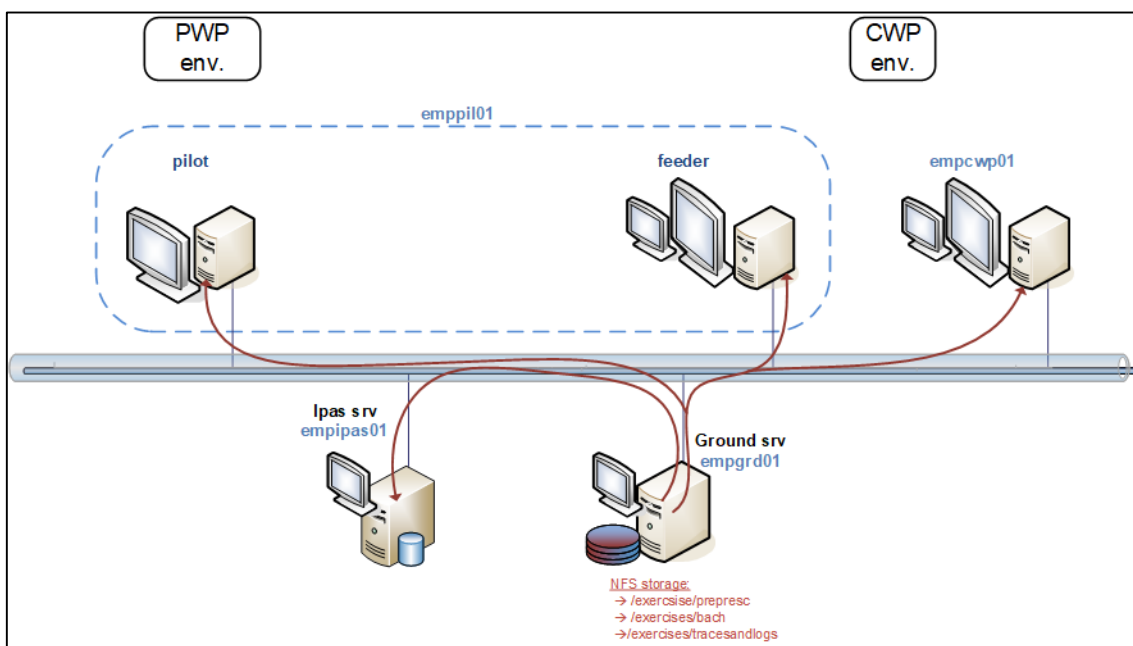 PWP
env.
CWP
env.
emppil01
pilot
feeder
empcwp01
Ipas srv
empipas01
Ground srv
empgrd01
NFS storage:
→ /exercsise/prepresc
→ /exercises/bach
→/exercises/tracesandlogs